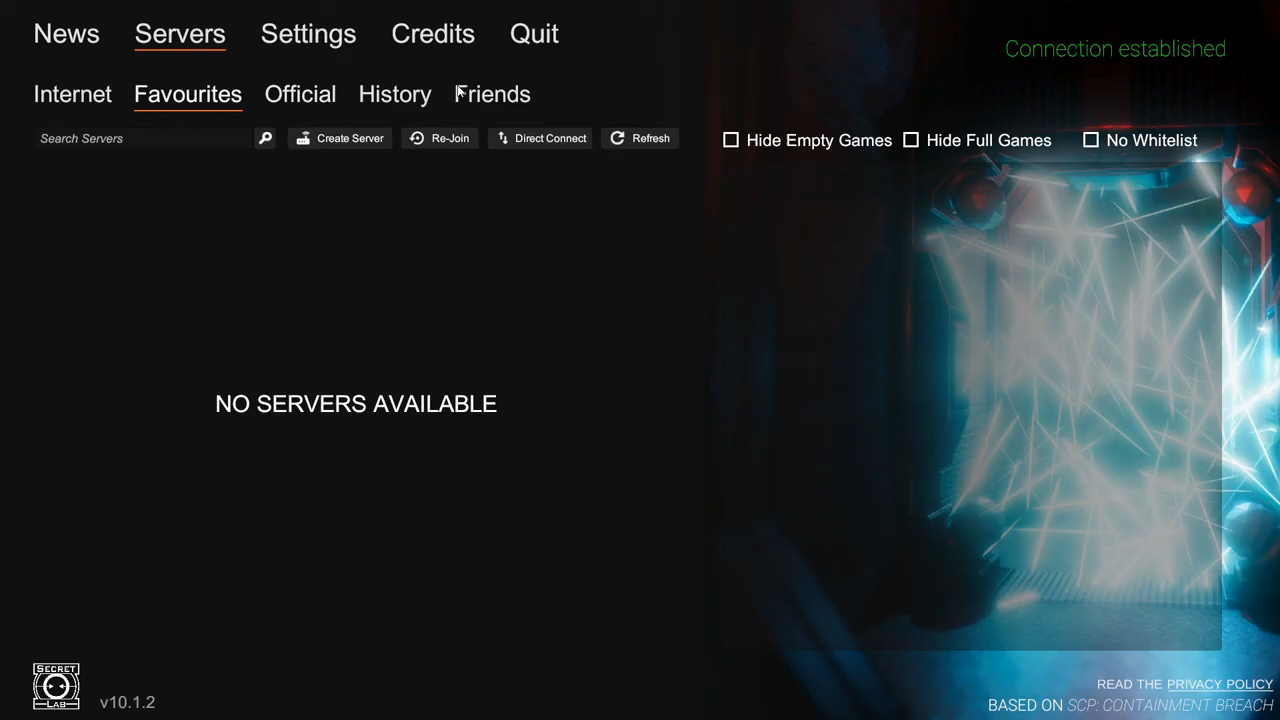 News Servers Settings Credits Quit
Connection established
Internet Favourites Official History Friends
Search Servers Create Server Re-Join Direct Connect Refresh Hide Empty Games Hide Full Games No Whitelist
NO SERVERS AVAILABLE
SECRET
LAB
v10.1.2
READ THE PRIVACY POLICY
BASED ON SCP: CONTAINMENT BREACH